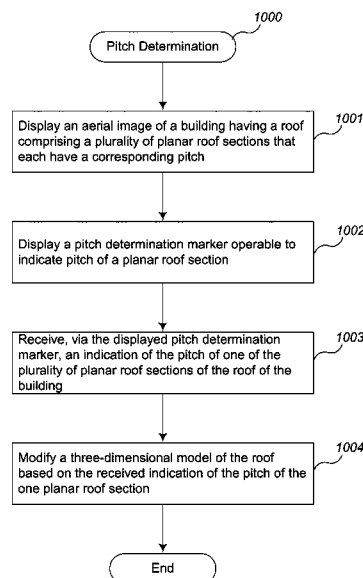 1000
Pitch Determination
1001
Display an aerial image of a building having a roof
comprising a plurality of planar roof sections that
each have a corresponding pitch
1002
Display a pitch determination marker operable to
indicate pitch of a planar roof section
1003
Receive, via the displayed pitch determination
marker, an indication of the pitch of one of the
plurality of planar roof sections of the roof of the
building
1004
Modify a three-dimensional model of the roof
based on the received indication of the pitch of the
one planar roof section
End